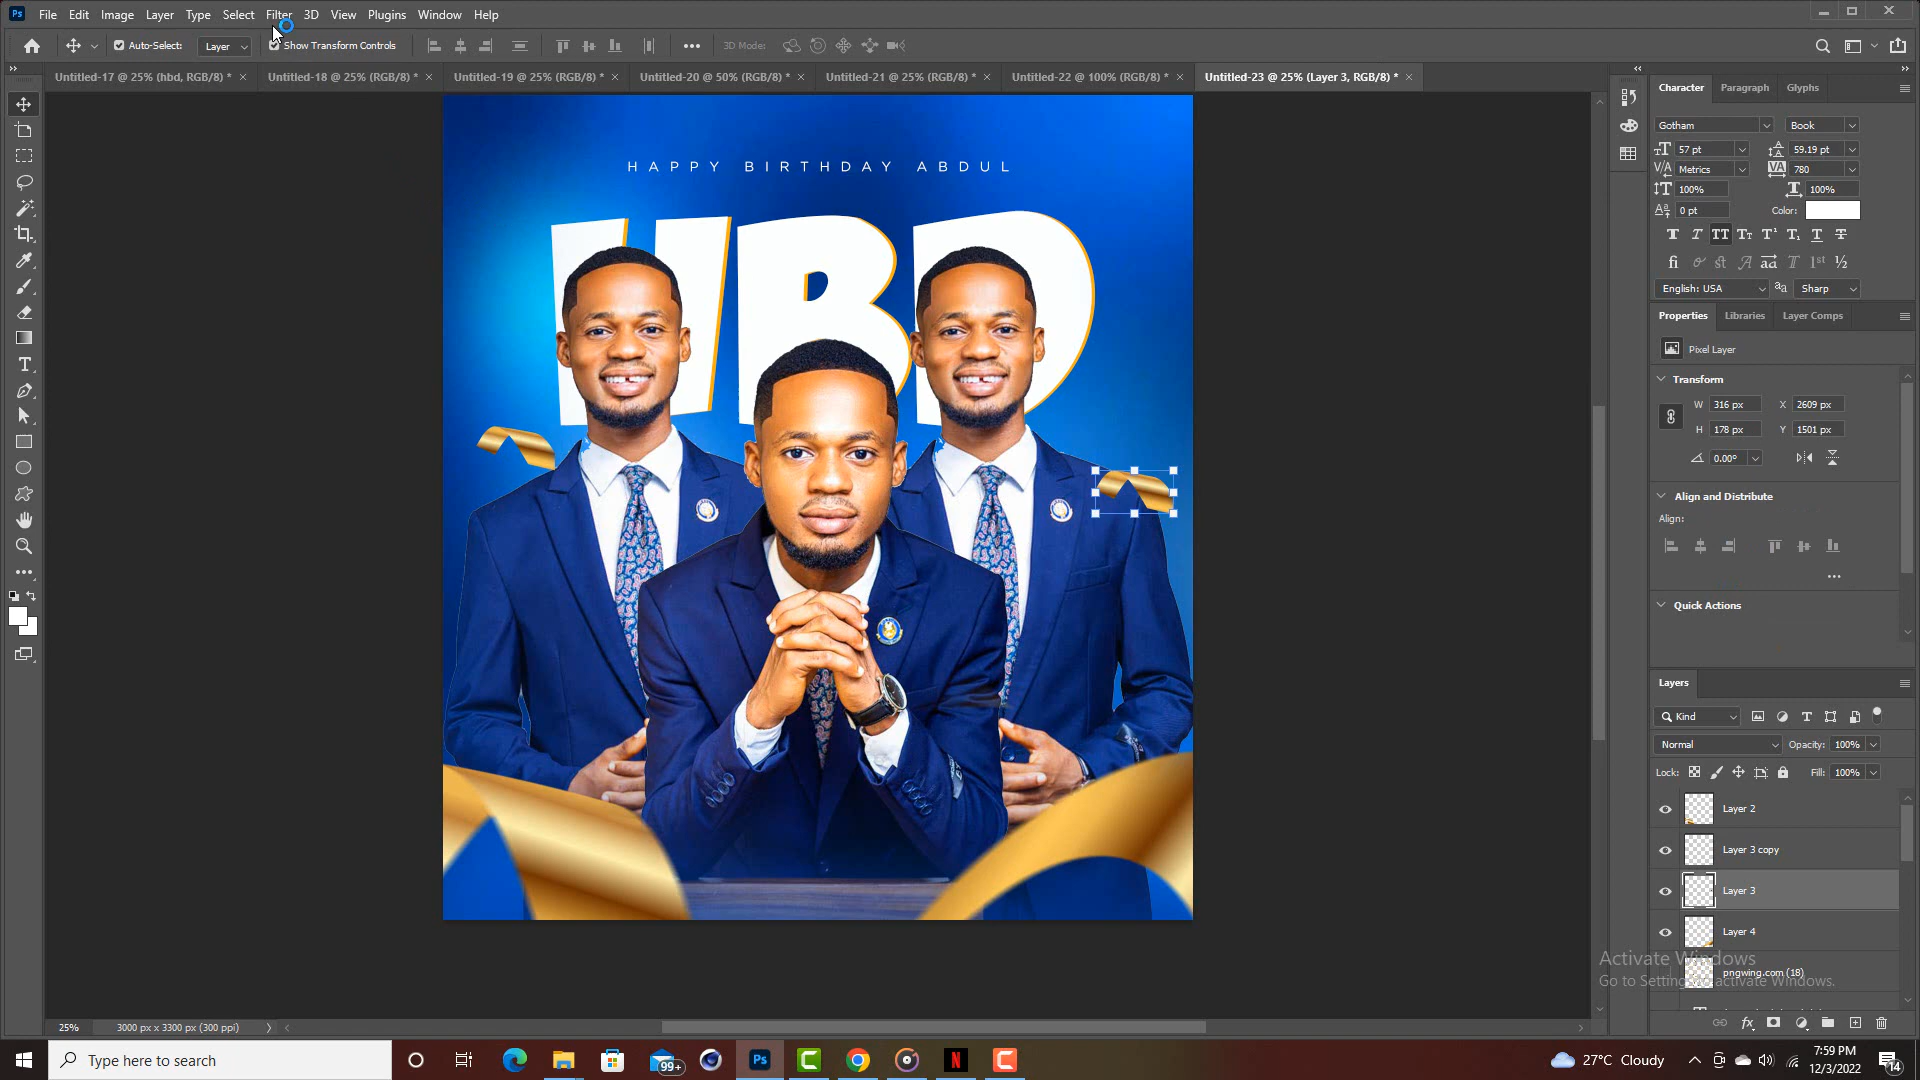 Ps File Edit Image Layer Type Select Filter 3D View Plugins Window Help
Auto-Select: Layer Show Transform Controls 3D Mode:
Untitled-17 @ 25% (hbd, RGB/8) * Untitled-18 @ 25% (RGB/8) * Untitled-19 @ 25% (RGB/8) * Untitled-20 @ 50% (RGB/8) * Untitled-21 @ 25% (RGB/8) * Untitled-22 @ 100% (RGB/8) * Untitled-23 @ 25% (Layer 3, RGB/8) *
HAPPY BIRTHDAY ABDUL
HBD
Character Paragraph Glyphs
Gotham Book
57 pt 59.19 pt
Metrics 780
100% 100%
0 pt Color:
English: USA Sharp
Properties Libraries Layer Comps
Pixel Layer
Transform
W 316 px X 2609 px
H 178 px Y 1501 px
0.00°
Align and Distribute
Align:
Quick Actions
Layers
Kind
Normal Opacity: 100%
Lock: Fill: 100%
Layer 2
Layer 3 copy
Layer 3
Layer 4
pngwing.com (18)
Activate Windows
Go to Settings to activate Windows.
25% 3000 px x 3300 px (300 ppi)
Type here to search
99+
Ps
N
27°C Cloudy
7:59 PM
12/3/2022
14